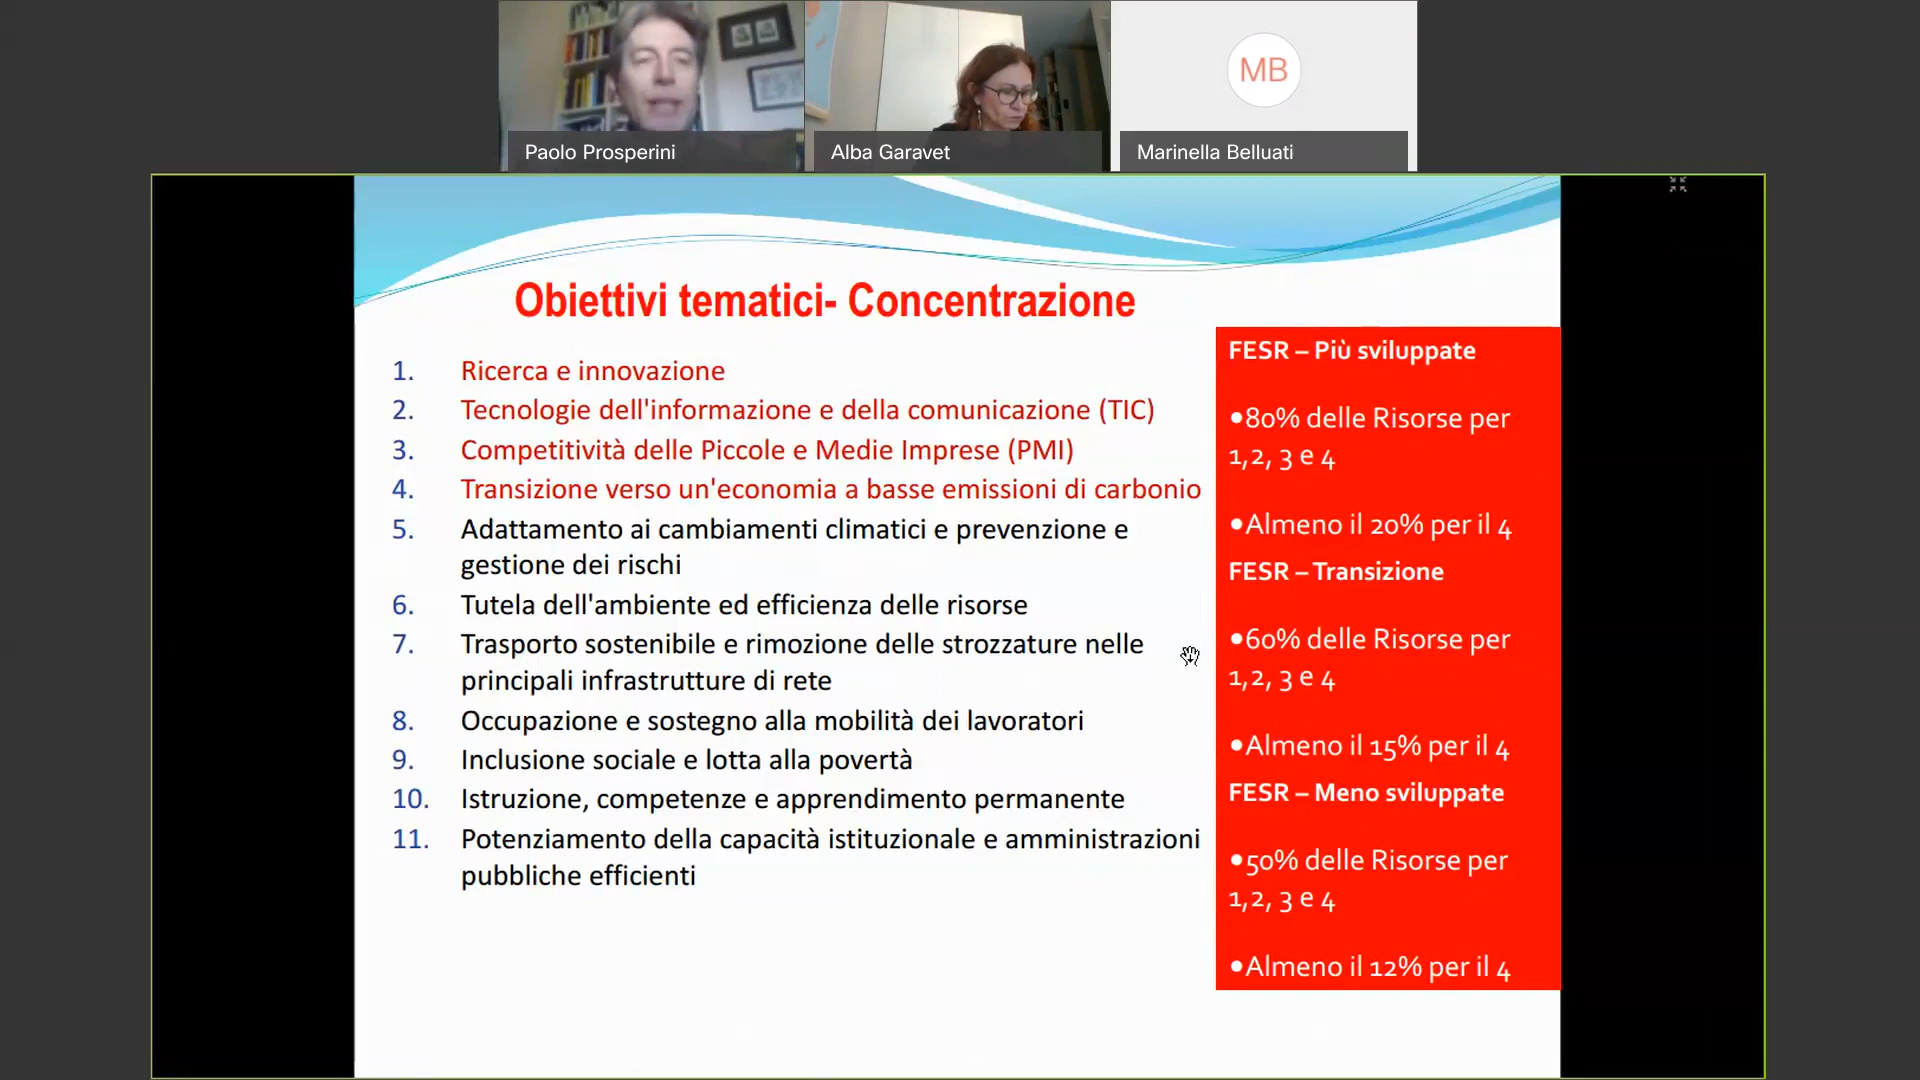 MB
Paolo Prosperini
Alba Garavet
Marinella Belluati
Obiettivi tematici- Concentrazione
1. Ricerca e innovazione
2. Tecnologie dell'informazione e della comunicazione (TIC)
3. Competitività delle Piccole e Medie Imprese (PMI)
4. Transizione verso un'economia a basse emissioni di carbonio
5. Adattamento ai cambiamenti climatici e prevenzione e
gestione dei rischi
6. Tutela dell'ambiente ed efficienza delle risorse
7. Trasporto sostenibile e rimozione delle strozzature nelle
principali infrastrutture di rete
8. Occupazione e sostegno alla mobilità dei lavoratori
9. Inclusione sociale e lotta alla povertà
10. Istruzione, competenze e apprendimento permanente
11. Potenziamento della capacità istituzionale e amministrazioni
pubbliche efficienti
FESR – Più sviluppate
•80% delle Risorse per
1,2, 3 e 4
•Almeno il 20% per il 4
FESR – Transizione
•60% delle Risorse per
1,2, 3 e 4
•Almeno il 15% per il 4
FESR – Meno sviluppate
•50% delle Risorse per
1,2, 3 e 4
•Almeno il 12% per il 4